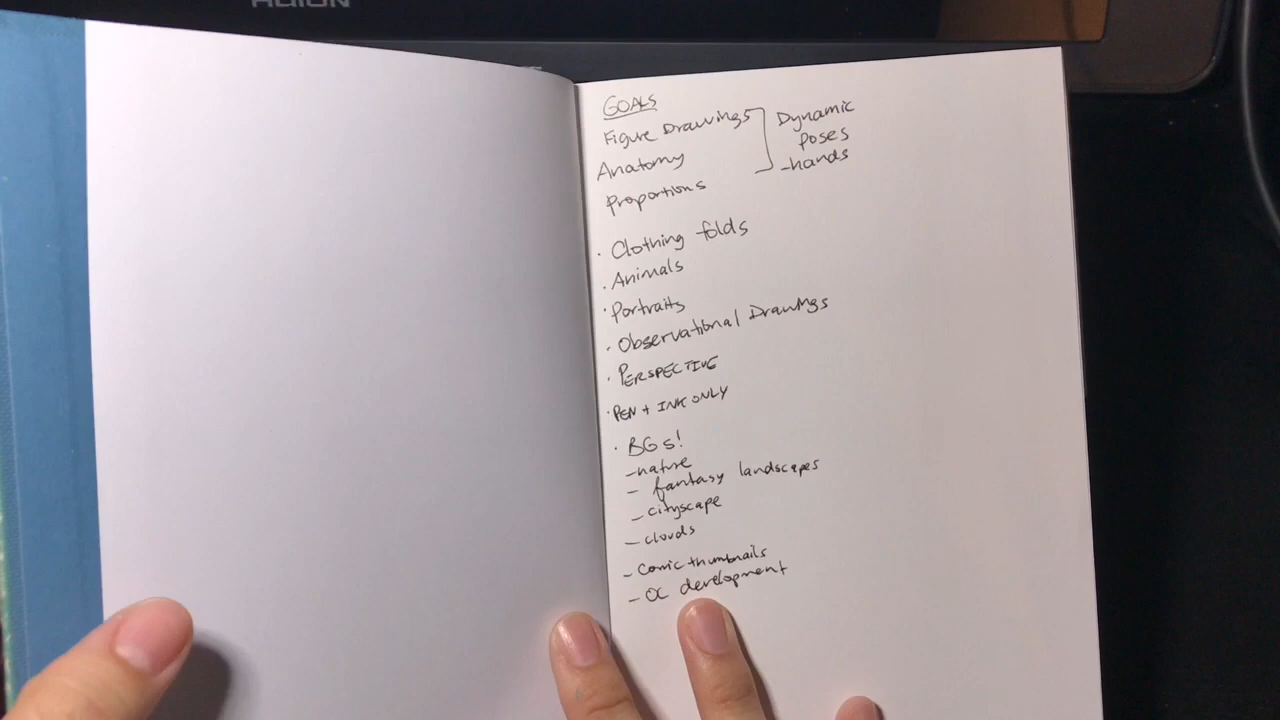 HUION
GOALS
Figure Drawings
Anatomy
Proportions
Dynamic
Poses
-hands
· Clothing folds
· Animals
· Portraits
· Observational Drawings
· PERSPECTIVE
· PEN + INK ONLY
· BGs!
- nature
- fantasy landscapes
- cityscape
- clouds
- Comic thumbnails
- OC development